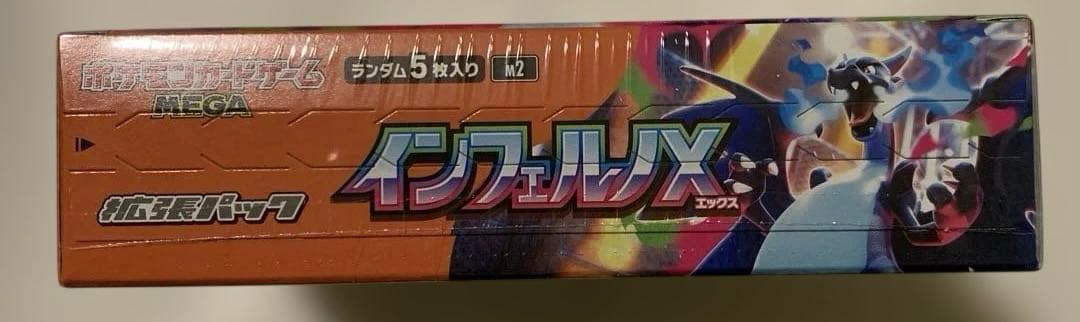 ポケモンカードゲーム
MEGA
ランダム5枚入り
M2
インフェルノX
エックス
拡張パック